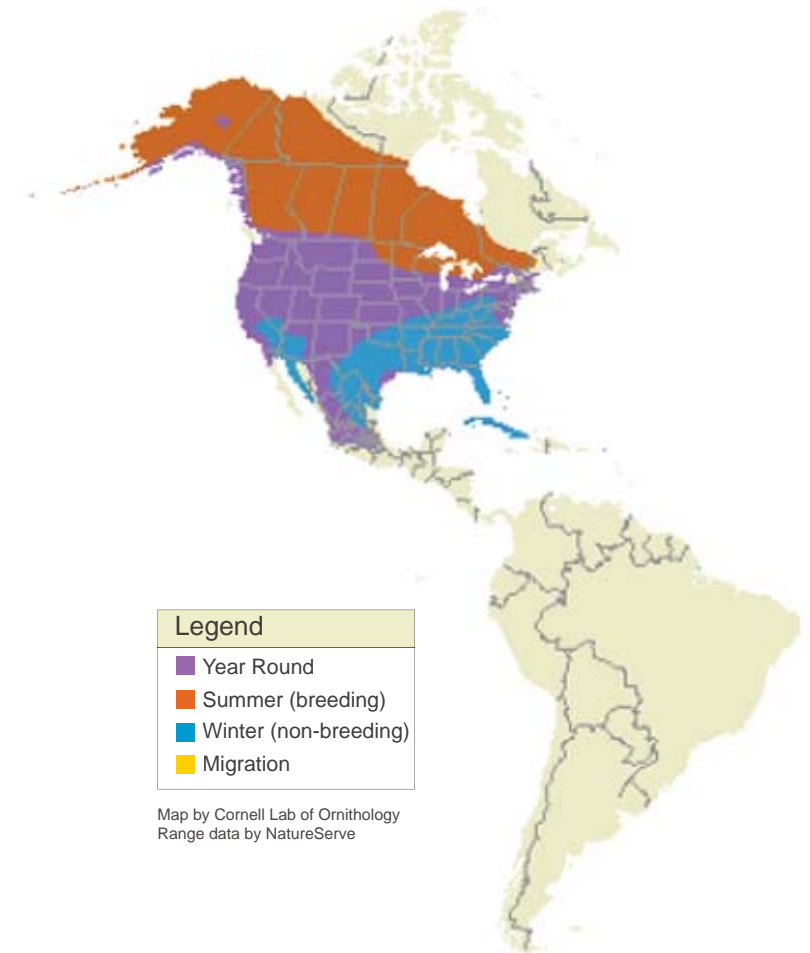 Legend
Year Round
Summer (breeding)
Winter (non-breeding)
Migration
Map by Cornell Lab of Ornithology
Range data by NatureServe